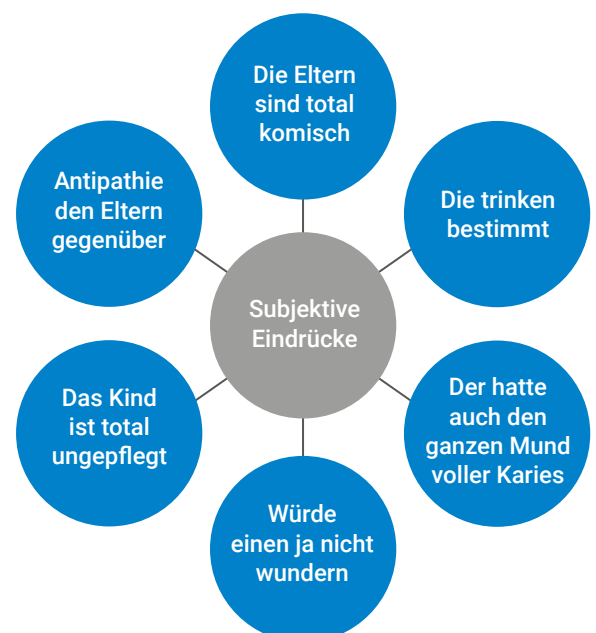 Die Eltern
sind total
komisch
Antipathie
den Eltern
gegenüber
Die trinken
bestimmt
Subjektive
Eindrücke
Das Kind
ist total
ungepflegt
Der hatte
auch den
ganzen Mund
voller Karies
Würde
einen ja nicht
wundern